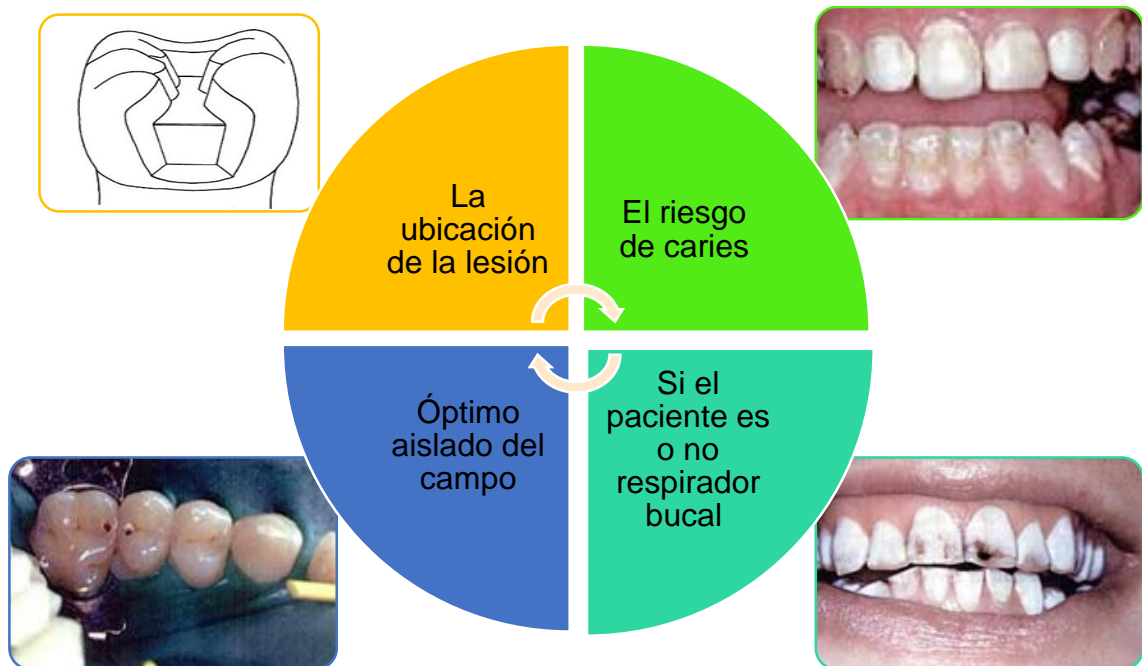 La
ubicación
de la lesión
El riesgo
de caries
Óptimo
aislado del
campo
Si el
paciente es
o no
respirador
bucal